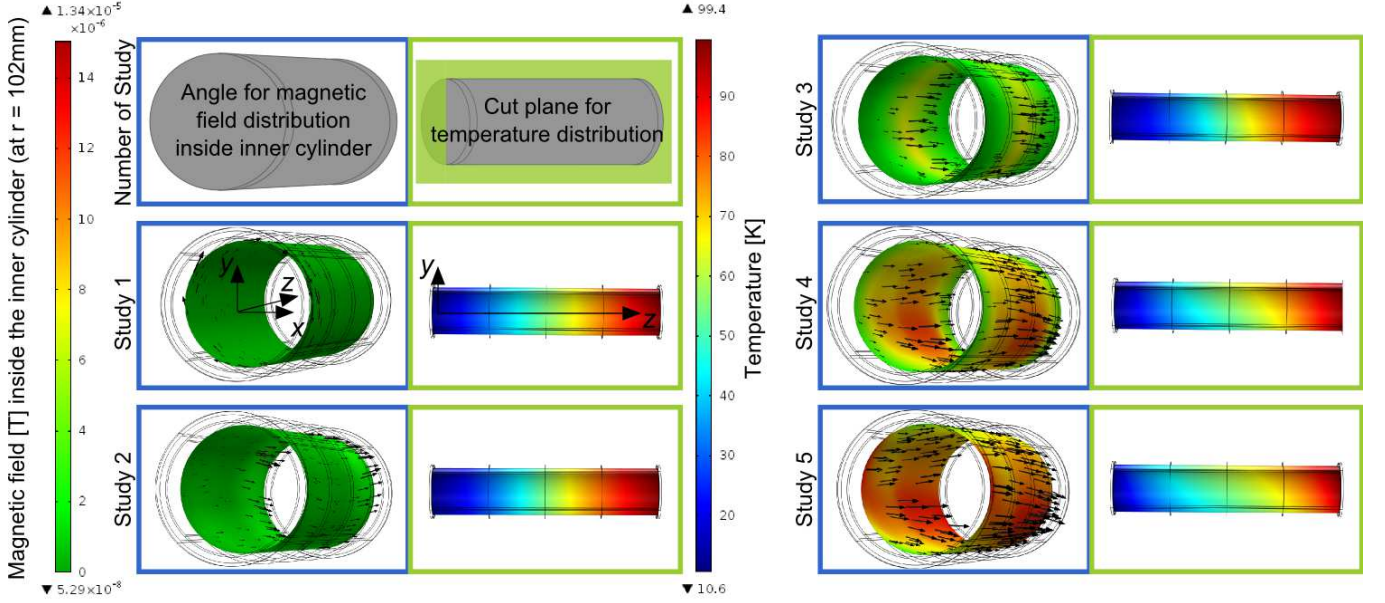 ▲ 1.34×10⁻⁵
×10⁻⁶
14
12
10
8
6
4
2
0
▼ 5.29×10⁻⁸
Magnetic field [T] inside the inner cylinder (at r = 102mm)
Number of Study
Angle for magnetic
field distribution
inside inner cylinder
Cut plane for
temperature distribution
Study 1
y
z
x
y
z
Study 2
▲ 99.4
90
80
70
60
50
40
30
20
▼ 10.6
Temperature [K]
Study 3
Study 4
Study 5